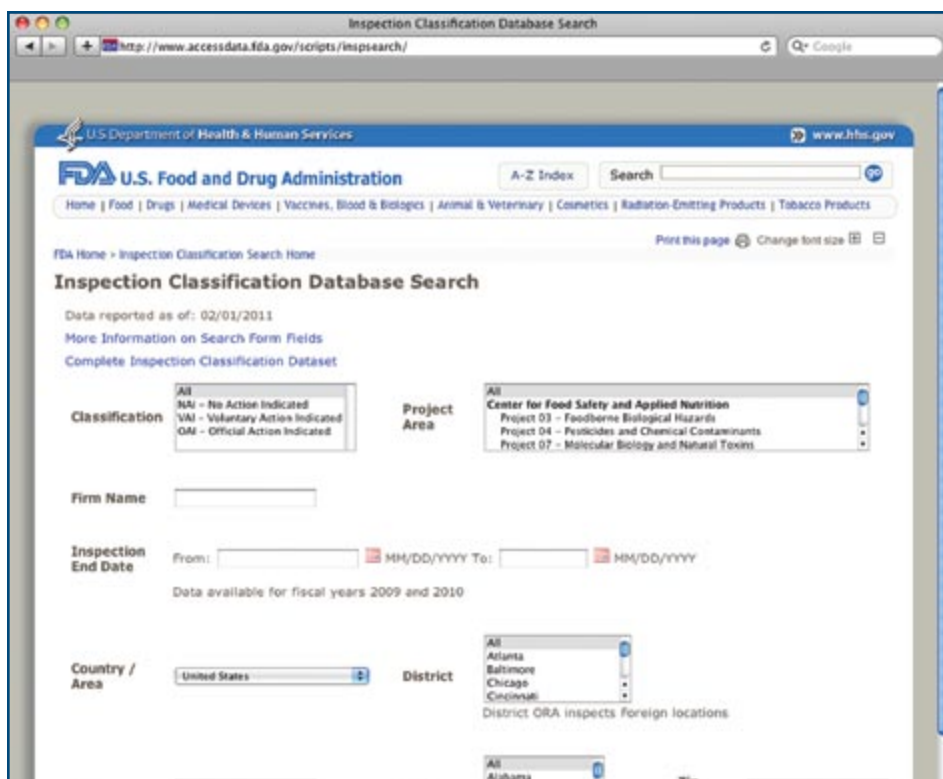 Inspection Classification Database Search
http://www.accessdata.fda.gov/scripts/inspsearch/
Google
U.S Department of Health & Human Services
www.hhs.gov
FDA U.S. Food and Drug Administration
A-Z Index
Search
go
Home | Food | Drugs | Medical Devices | Vaccines, Blood & Biologics | Animal & Veterinary | Cosmetics | Radiation-Emitting Products | Tobacco Products
Print this page
Change font size
FDA Home > Inspection Classification Search Home
Inspection Classification Database Search
Data reported as of: 02/01/2011
More Information on Search Form Fields
Complete Inspection Classification Dataset
Classification
All
NAI - No Action Indicated
VAI - Voluntary Action Indicated
OAI - Official Action Indicated
Project Area
All
Center for Food Safety and Applied Nutrition
Project 03 - Foodborne Biological Hazards
Project 04 - Pesticides and Chemical Contaminants
Project 07 - Molecular Biology and Natural Toxins
Firm Name
Inspection End Date
From:
MM/DD/YYYY To:
MM/DD/YYYY
Data available for fiscal years 2009 and 2010
Country / Area
United States
District
All
Atlanta
Baltimore
Chicago
Cincinnati
District ORA inspects Foreign locations
All
Alabama